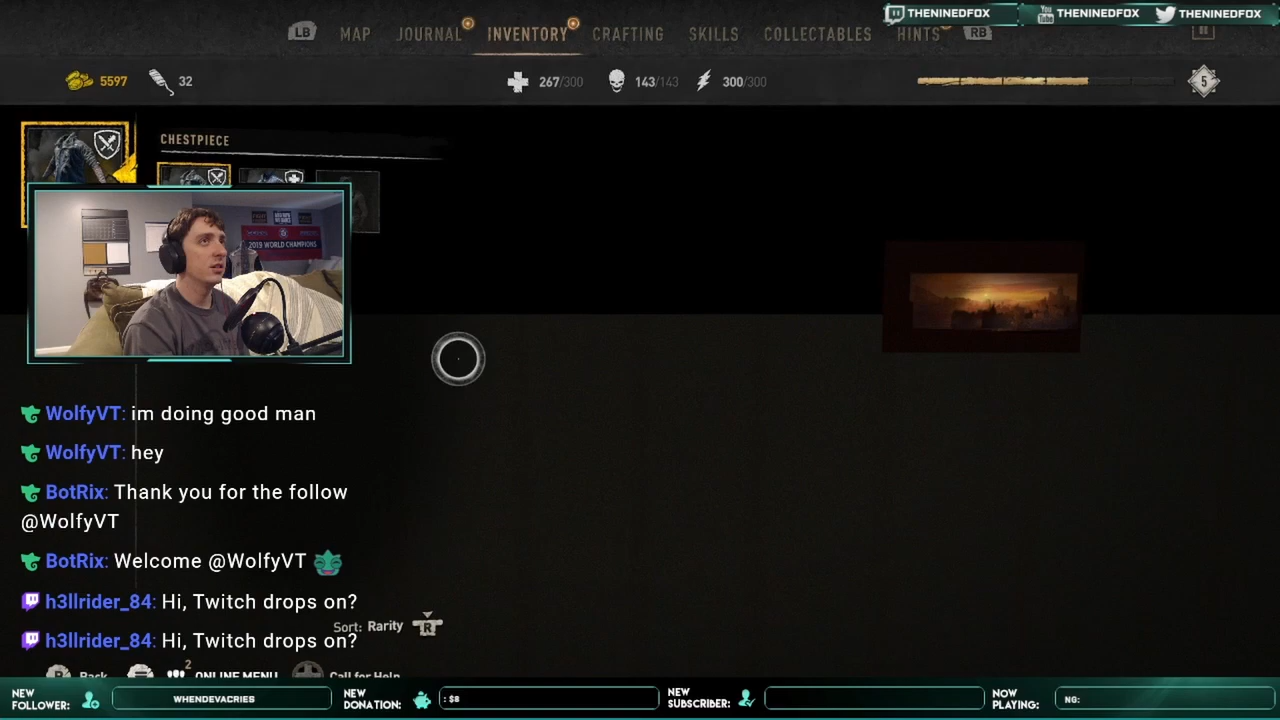 THENINEDFOX THENINEDFOX THENINEDFOX
LB MAP JOURNAL INVENTORY CRAFTING SKILLS COLLECTABLES HINTS RB
5597 32 267/300 143/143 300/300 5
CHESTPIECE
2019 WORLD CHAMPIONS
WolfyVT: im doing good man
WolfyVT: hey
BotRix: Thank you for the follow
@WolfyVT
BotRix: Welcome @WolfyVT
h3llrider_84: Hi, Twitch drops on?
Sort: Rarity R
h3llrider_84: Hi, Twitch drops on?
Back 2 ONLINE MENU Call for Help
NEW FOLLOWER: WHENDEVACRIES NEW DONATION: : $8 NEW SUBSCRIBER: NOW PLAYING: NG: